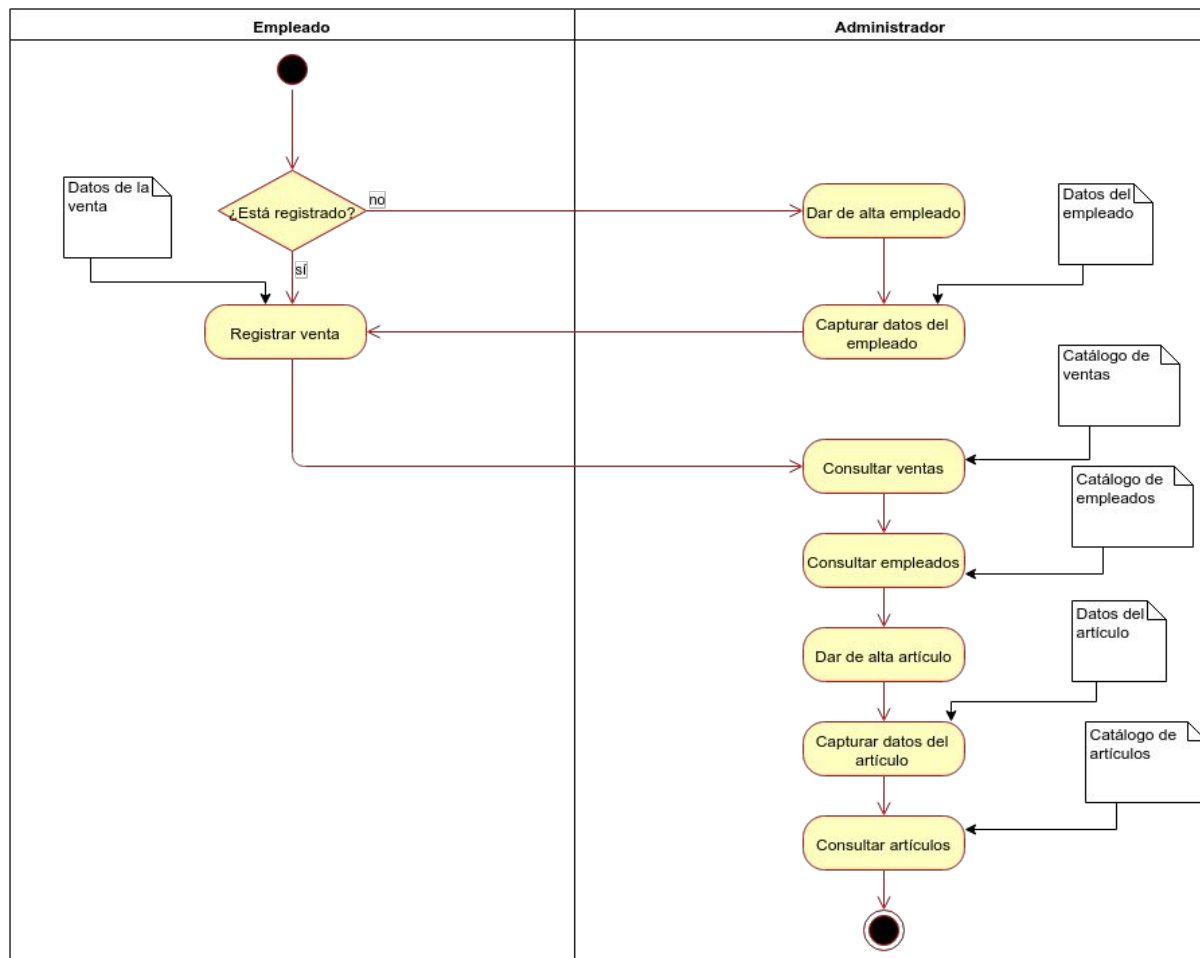 Empleado
Administrador
Datos de la
venta
¿Está registrado?
no
Dar de alta empleado
Datos del
empleado
sí
Registrar venta
Capturar datos del
empleado
Catálogo de
ventas
Consultar ventas
Catálogo de
empleados
Consultar empleados
Datos del
artículo
Dar de alta artículo
Capturar datos del
artículo
Catálogo de
artículos
Consultar artículos